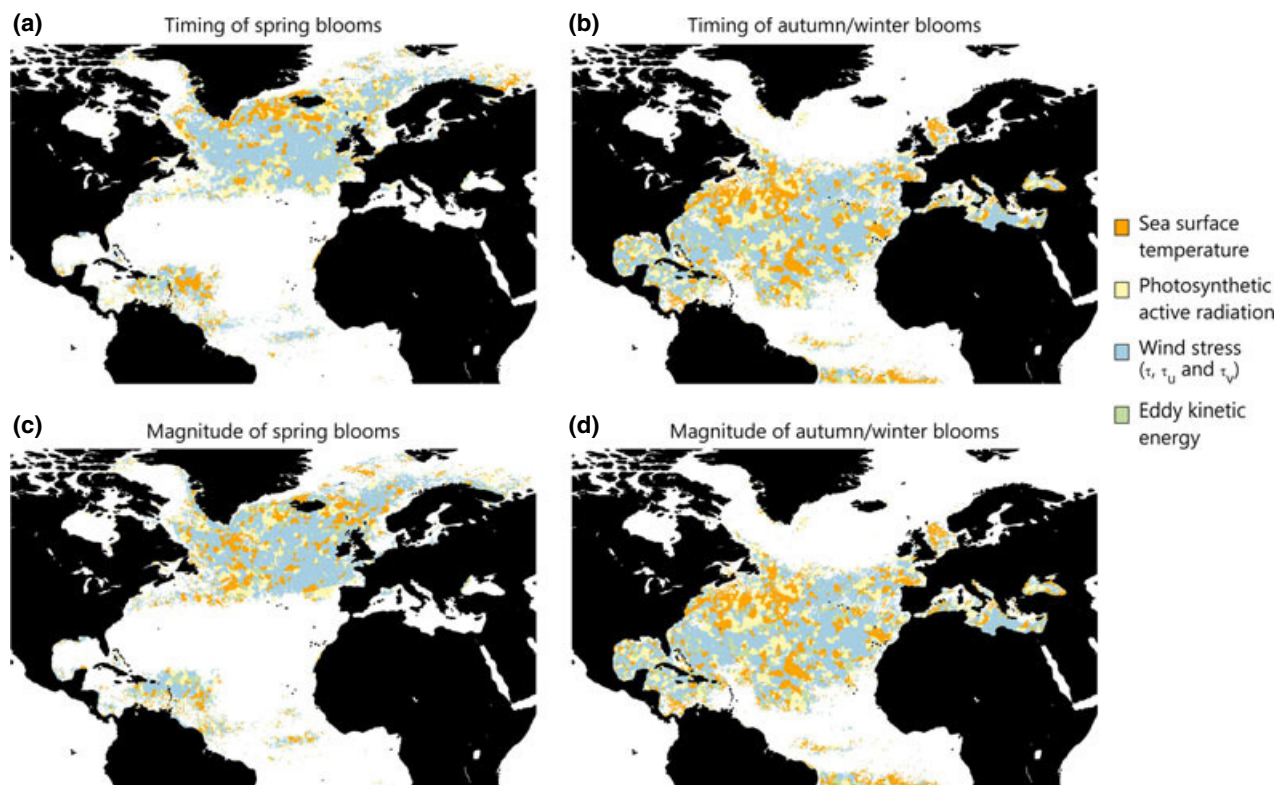 (a)
Timing of spring blooms
(b)
Timing of autumn/winter blooms
Sea surface
temperature
Photosynthetic
active radiation
Wind stress
(τ, τu and τv)
Eddy kinetic
energy
(c)
Magnitude of spring blooms
(d)
Magnitude of autumn/winter blooms